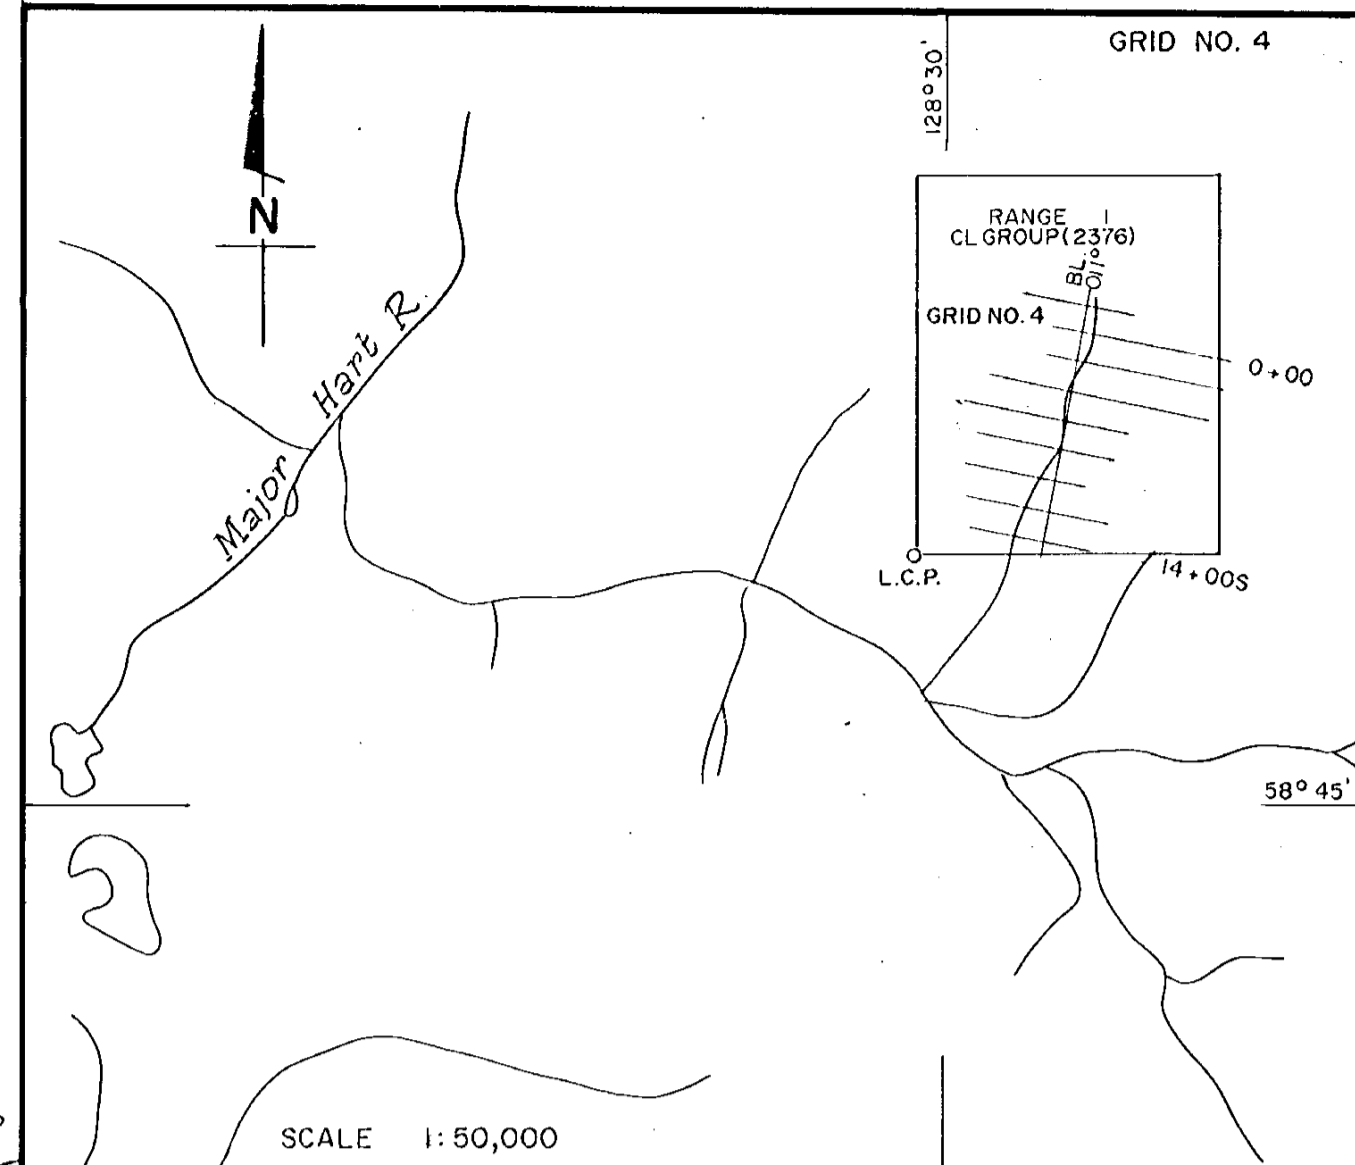 GRID NO. 4
128° 30'
N
RANGE 1
CL GROUP (2376)
BL. 011°
GRID NO. 4
0+00
Major Hart R.
L.C.P.
14+00S
58° 45'
SCALE 1:50,000